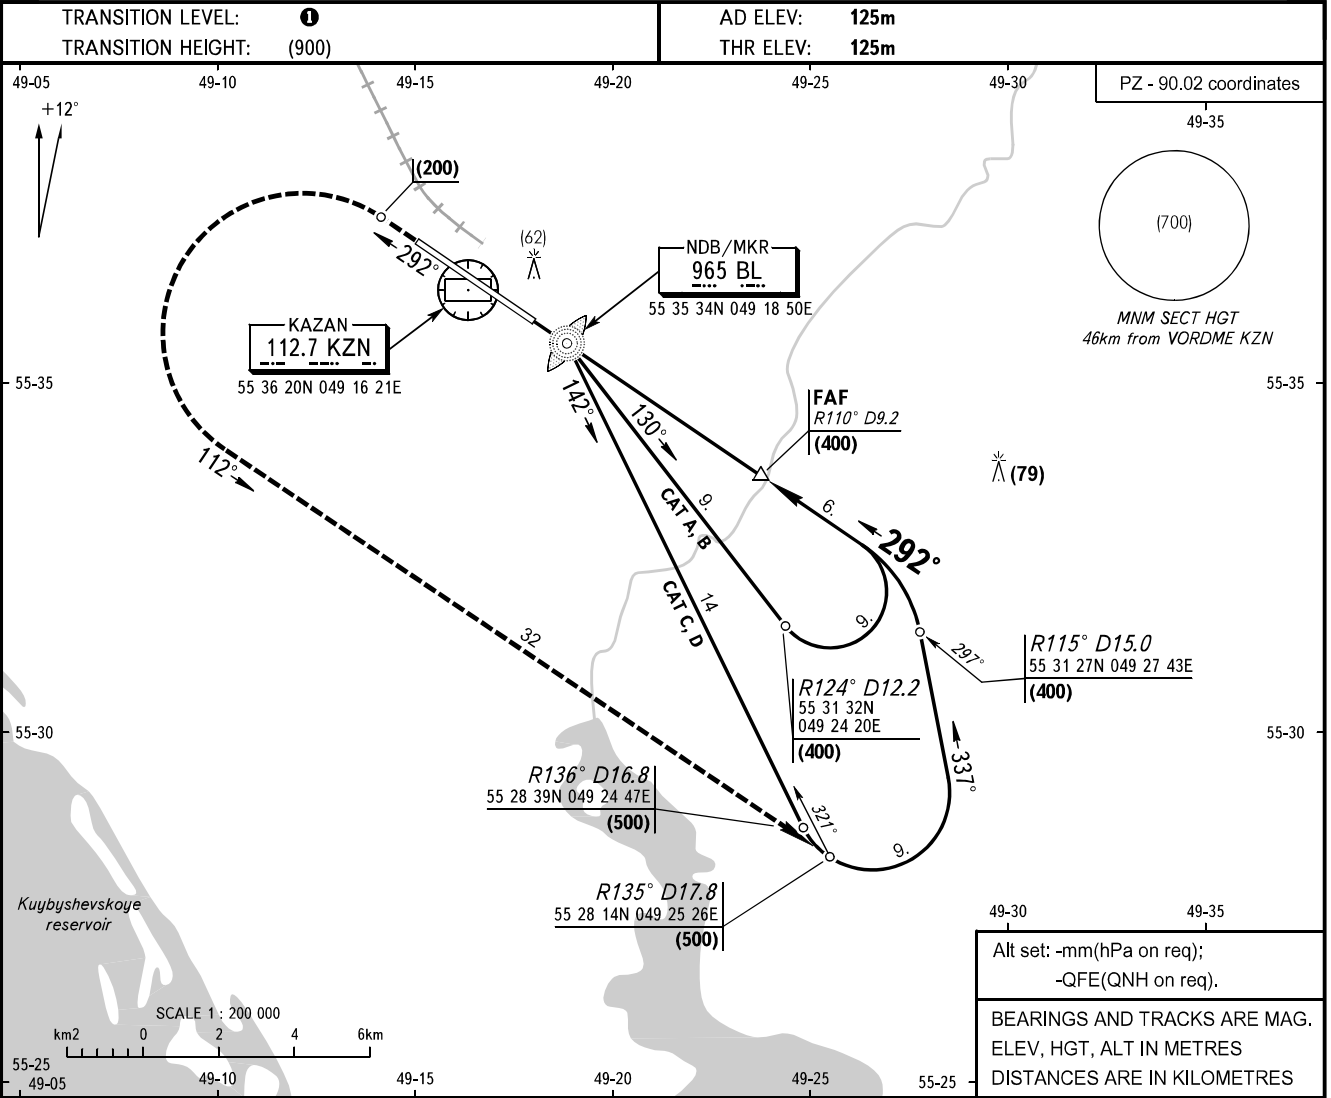 TRANSITION LEVEL: 1
TRANSITION HEIGHT: (900)
AD ELEV: 125m
THR ELEV: 125m
49-05 49-10 49-15 49-20 49-25 49-30
PZ - 90.02 coordinates
49-35
+12°
(200)
(62)
292°
NDB/MKR
965 BL
55 35 34N 049 18 50E
(700)
MNM SECT HGT
46km from VORDME KZN
KAZAN
112.7 KZN
55 36 20N 049 16 21E
55-35
55-35
142°
130°
FAF
R110° D9.2
(400)
(79)
112°
9.
CAT A, B
6.
292°
14
CAT C, D
9.
32
297°
R115° D15.0
55 31 27N 049 27 43E
(400)
R124° D12.2
55 31 32N
049 24 20E
(400)
55-30
55-30
337°
R136° D16.8
55 28 39N 049 24 47E
(500)
321°
9.
R135° D17.8
55 28 14N 049 25 26E
(500)
Kuybyshevskoye
reservoir
49-30 49-35
Alt set: -mm(hPa on req);
-QFE(QNH on req).
BEARINGS AND TRACKS ARE MAG.
ELEV, HGT, ALT IN METRES
DISTANCES ARE IN KILOMETRES
SCALE 1 : 200 000
km2 0 2 4 6km
55-25
49-05 49-10 49-15 49-20 49-25 55-25